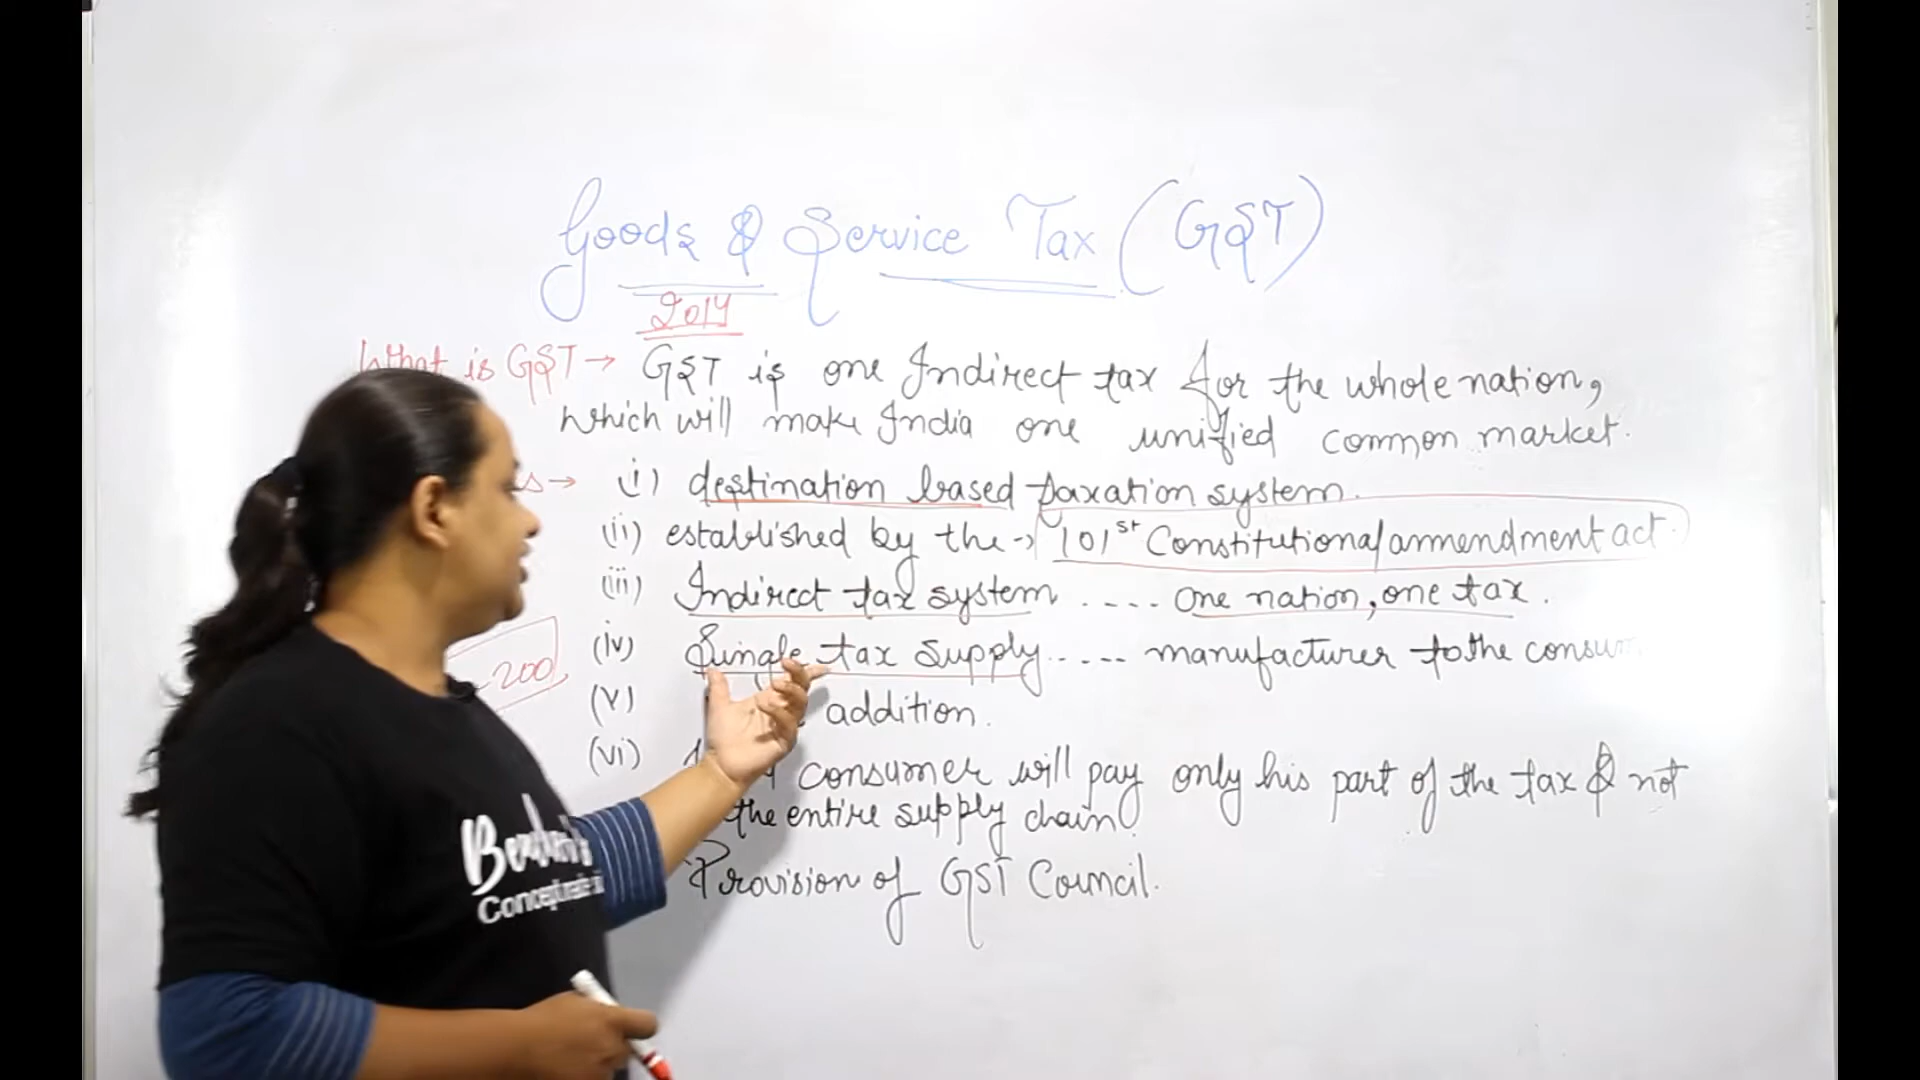 Goods & Service Tax (GST)
2014
What is GST → GST is one Indirect tax for the whole nation,
which will make India one unified common market.
→ (i) destination based taxation system.
(ii) established by the → 101st Constitutional ammendment act.
(iii) Indirect tax system .... One nation, one tax.
(iv) Single tax supply ..... manufacturer to the
200
(v) addition.
(vi) consumer will pay only his part of the tax & not
the entire supply chain.
Provision of GST Council.